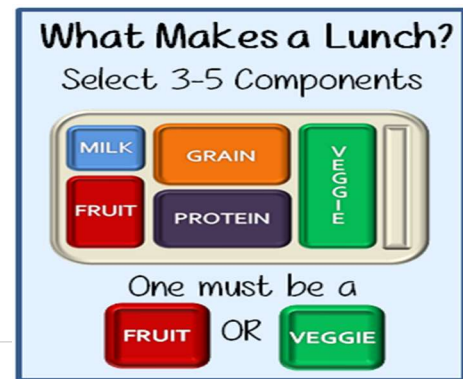 What Makes a Lunch?
Select 3-5 Components
MILK
GRAIN
VEGGIE
FRUIT
PROTEIN
One must be a
FRUIT OR VEGGIE